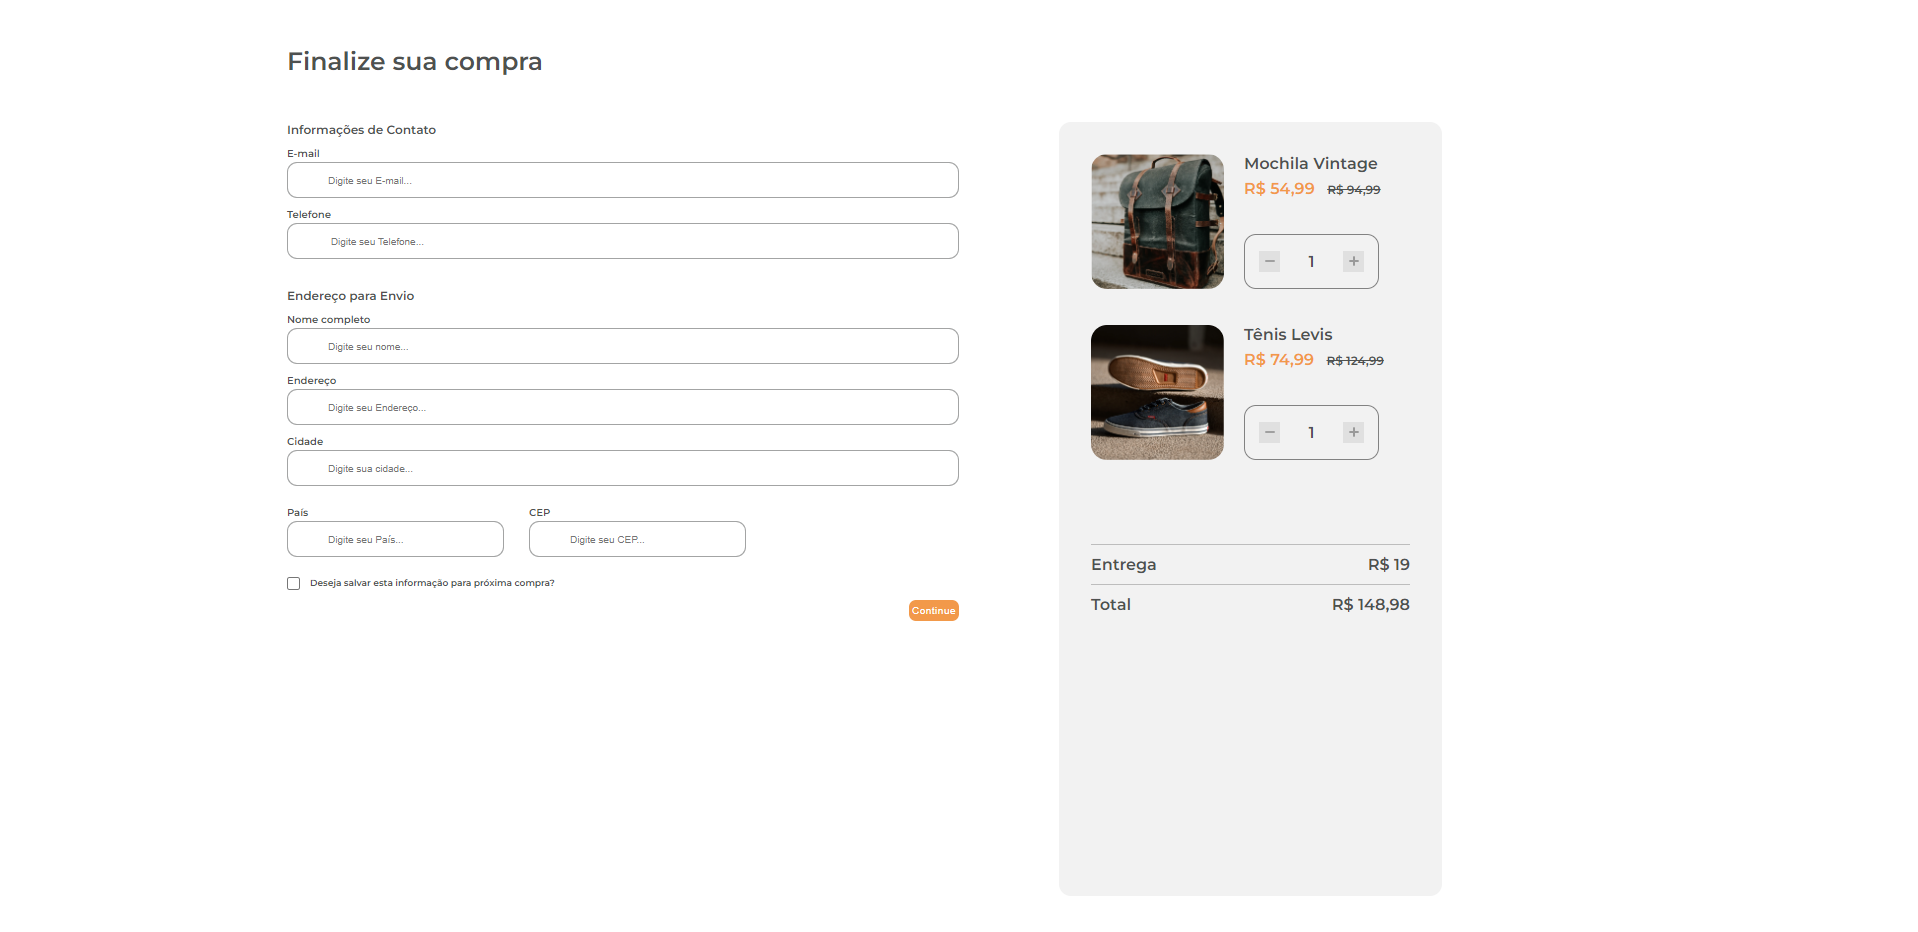 Finalize sua compra
Informações de Contato
E-mail
Digite seu E-mail...
Telefone
Digite seu Telefone...
Endereço para Envio
Nome completo
Digite seu nome...
Endereço
Digite seu Endereço...
Cidade
Digite sua cidade...
País CEP
Digite seu País... Digite seu CEP...
Deseja salvar esta informação para próxima compra?
Continue
Mochila Vintage
R$ 54,99 R$ 94,99
− 1 +
Tênis Levis
R$ 74,99 R$ 124,99
− 1 +
Entrega R$ 19
Total R$ 148,98